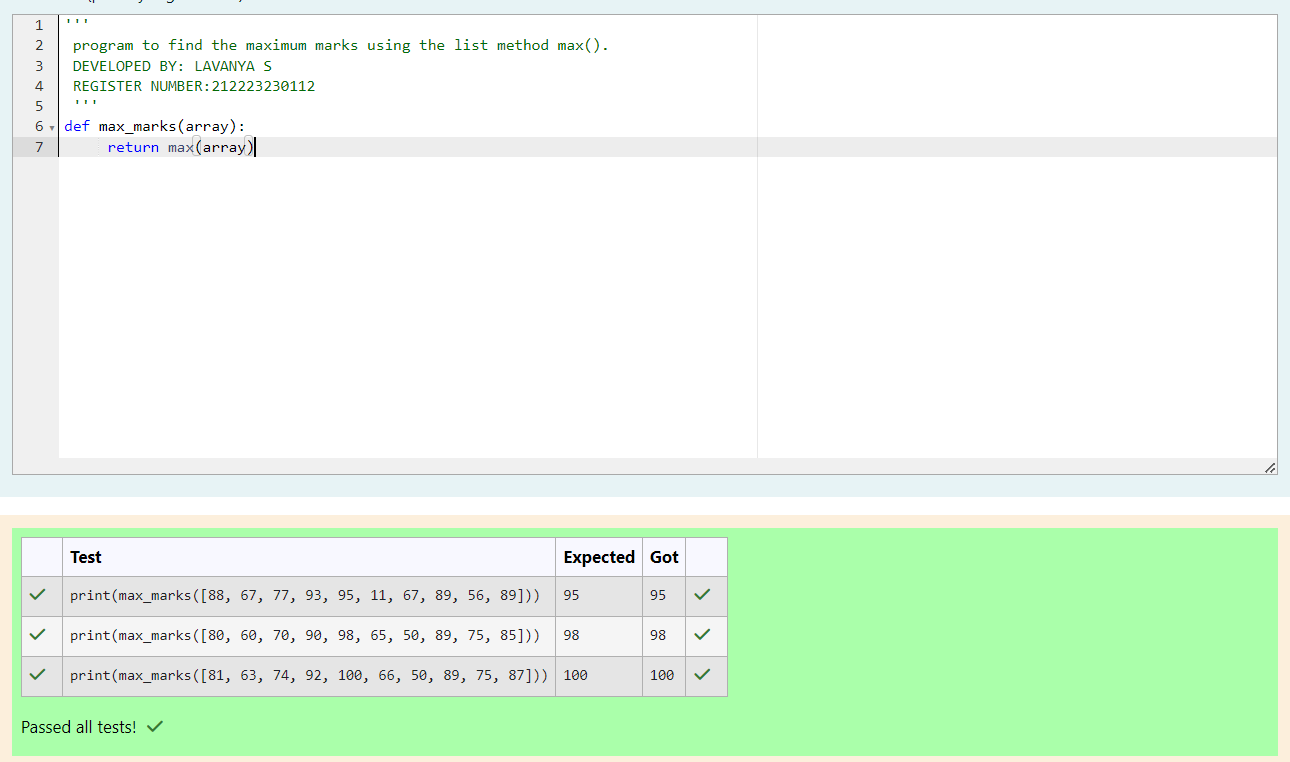 1 '''
2 program to find the maximum marks using the list method max().
3 DEVELOPED BY: LAVANYA S
4 REGISTER NUMBER:212223230112
5 '''
6 def max_marks(array):
7 return max(array)
Test Expected Got
print(max_marks([88, 67, 77, 93, 95, 11, 67, 89, 56, 89])) 95 95
print(max_marks([80, 60, 70, 90, 98, 65, 50, 89, 75, 85])) 98 98
print(max_marks([81, 63, 74, 92, 100, 66, 50, 89, 75, 87])) 100 100
Passed all tests!